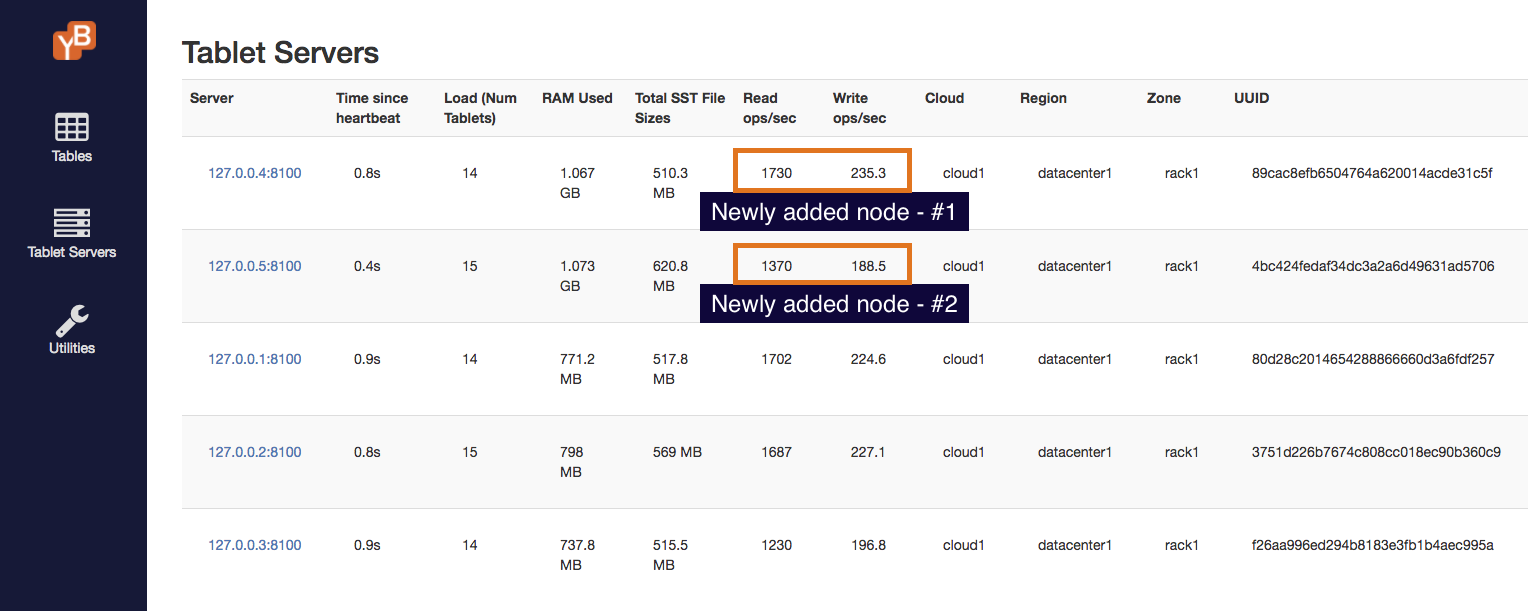 YB
Tables
Tablet Servers
Utilities
Tablet Servers
Server Time since heartbeat Load (Num Tablets) RAM Used Total SST File Sizes Read ops/sec Write ops/sec Cloud Region Zone UUID
127.0.0.4:8100 0.8s 14 1.067 GB 510.3 MB 1730 235.3 cloud1 datacenter1 rack1 89cac8efb6504764a620014acde31c5f
Newly added node - #1
127.0.0.5:8100 0.4s 15 1.073 GB 620.8 MB 1370 188.5 cloud1 datacenter1 rack1 4bc424fedaf34dc3a2a6d49631ad5706
Newly added node - #2
127.0.0.1:8100 0.9s 14 771.2 MB 517.8 MB 1702 224.6 cloud1 datacenter1 rack1 80d28c2014654288866660d3a6fdf257
127.0.0.2:8100 0.8s 15 798 MB 569 MB 1687 227.1 cloud1 datacenter1 rack1 3751d226b7674c808cc018ec90b360c9
127.0.0.3:8100 0.9s 14 737.8 MB 515.5 MB 1230 196.8 cloud1 datacenter1 rack1 f26aa996ed294b8183e3fb1b4aec995a